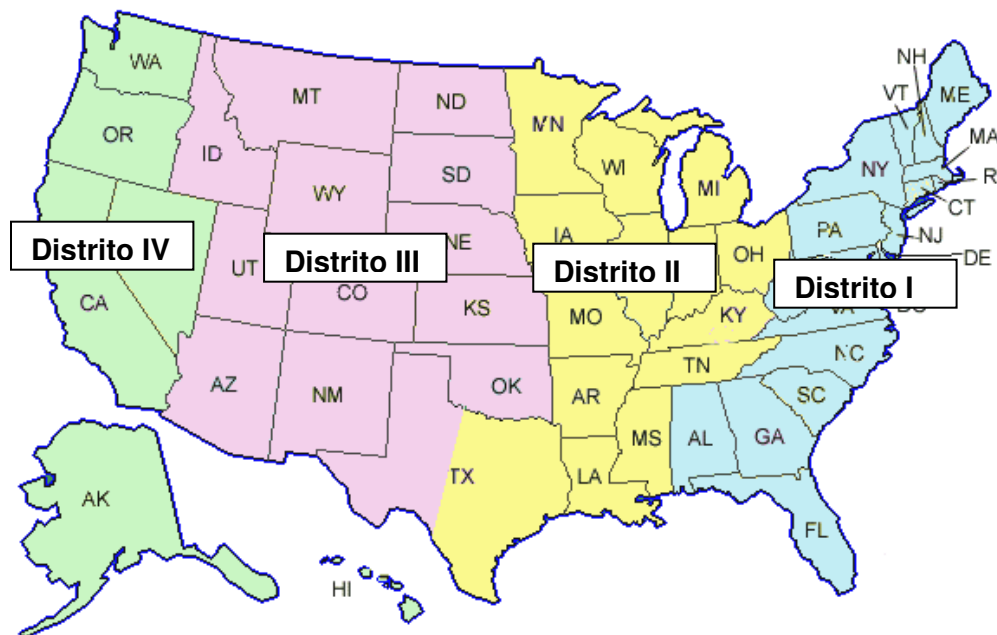 NH
WA
VT
ME
MT
ND
MN
OR
MA
ID
WI
NY
R
SD
MI
WY
CT
PA
NJ
Distrito IV
Distrito III
NE
IA
Distrito II
OH
DE
UT
CO
Distrito I
CA
KS
MO
KY
NC
TN
AZ
NM
OK
AR
SC
MS
AL
GA
TX
LA
AK
FL
HI